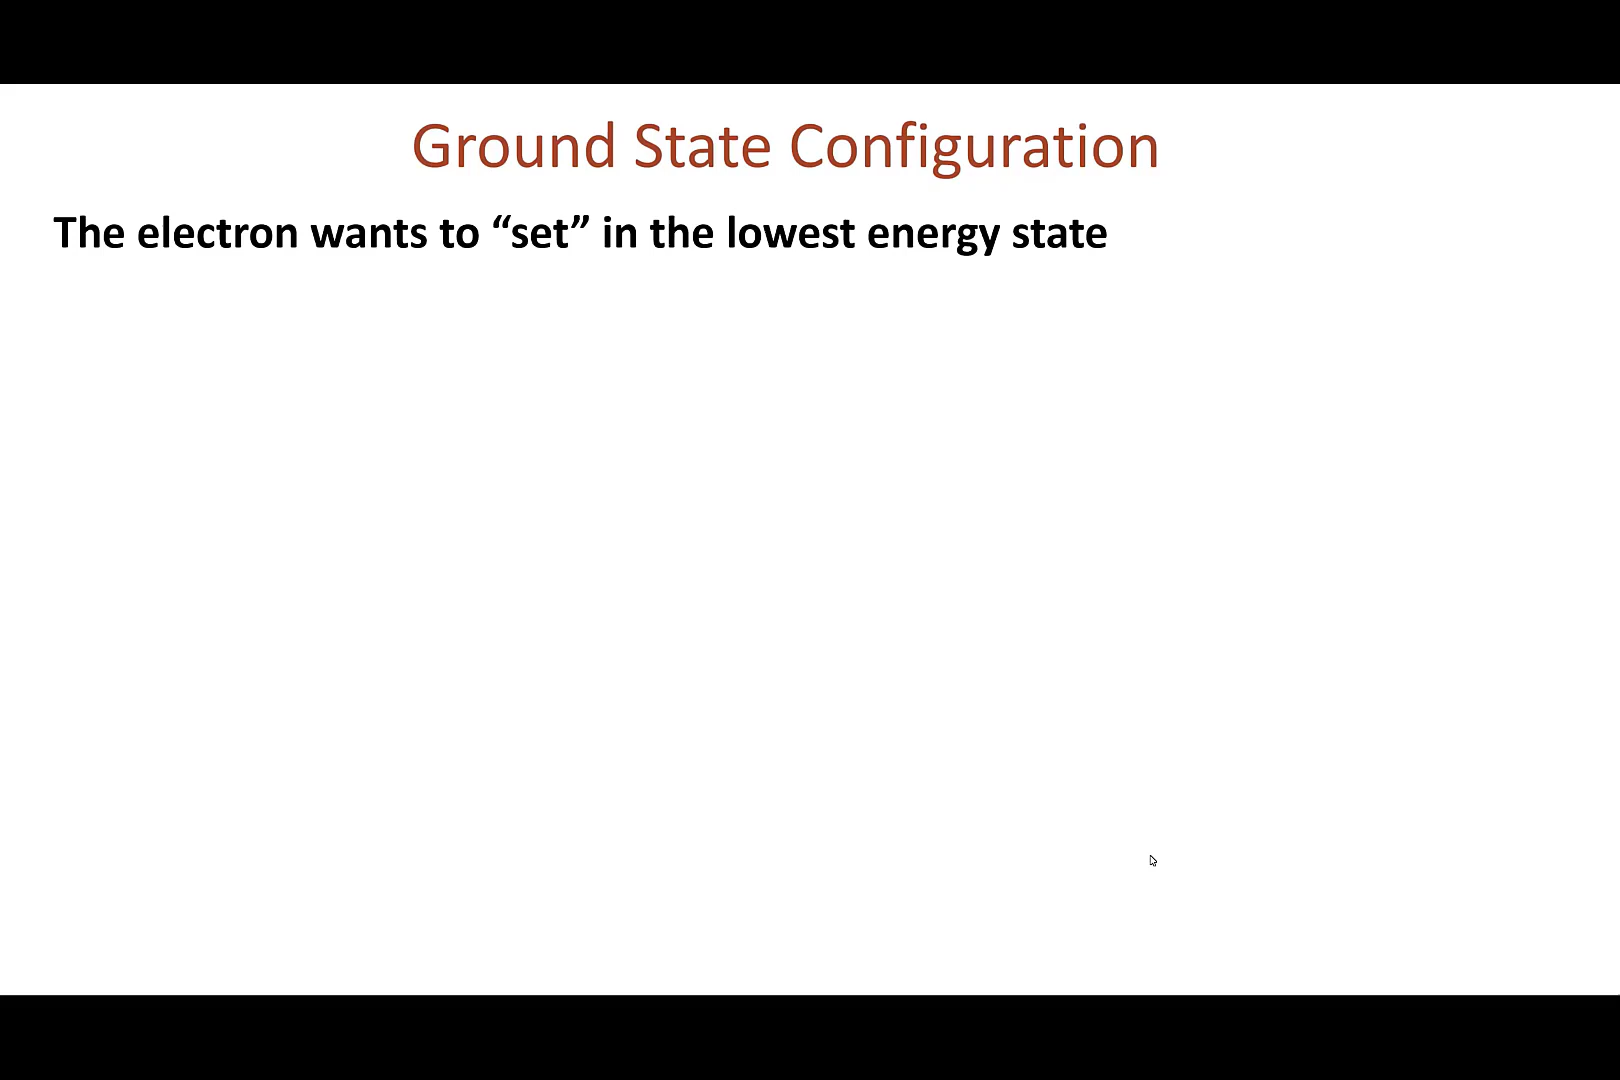 Ground State Configuration
The electron wants to “set” in the lowest energy state